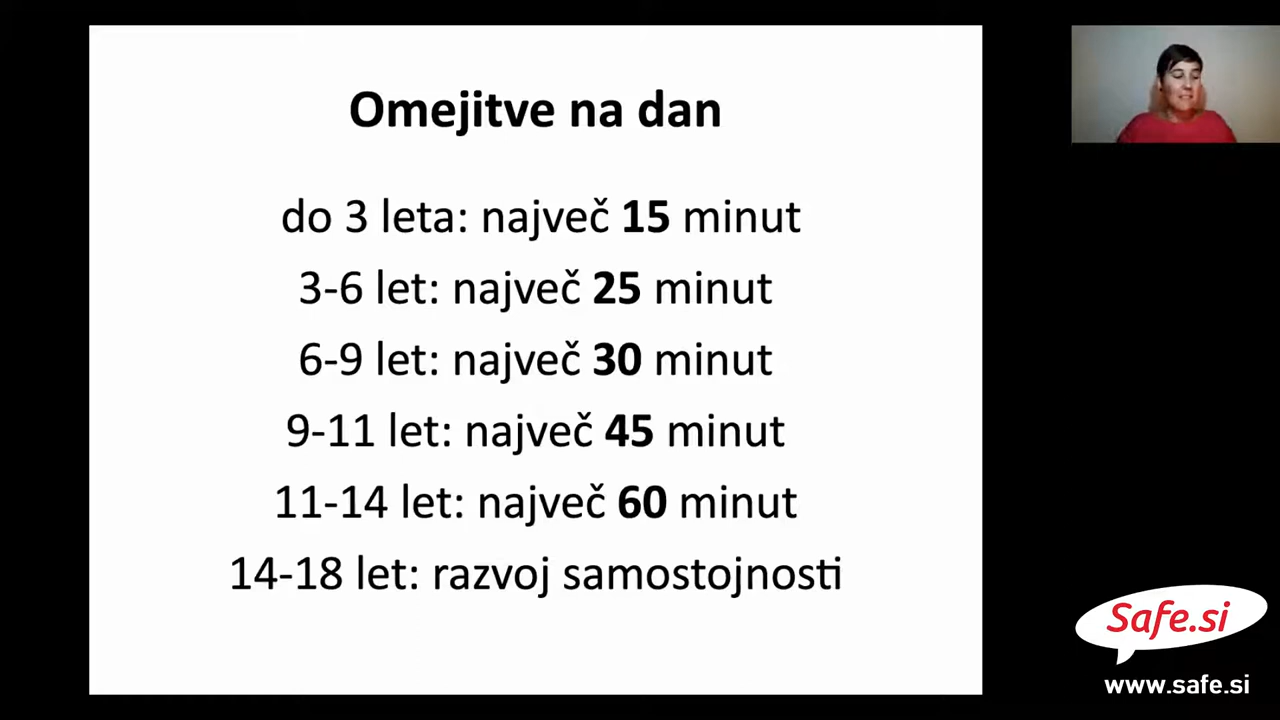 Omejitve na dan
do 3 leta: največ 15 minut
3-6 let: največ 25 minut
6-9 let: največ 30 minut
9-11 let: največ 45 minut
11-14 let: največ 60 minut
14-18 let: razvoj samostojnosti
Safe.si
www.safe.si